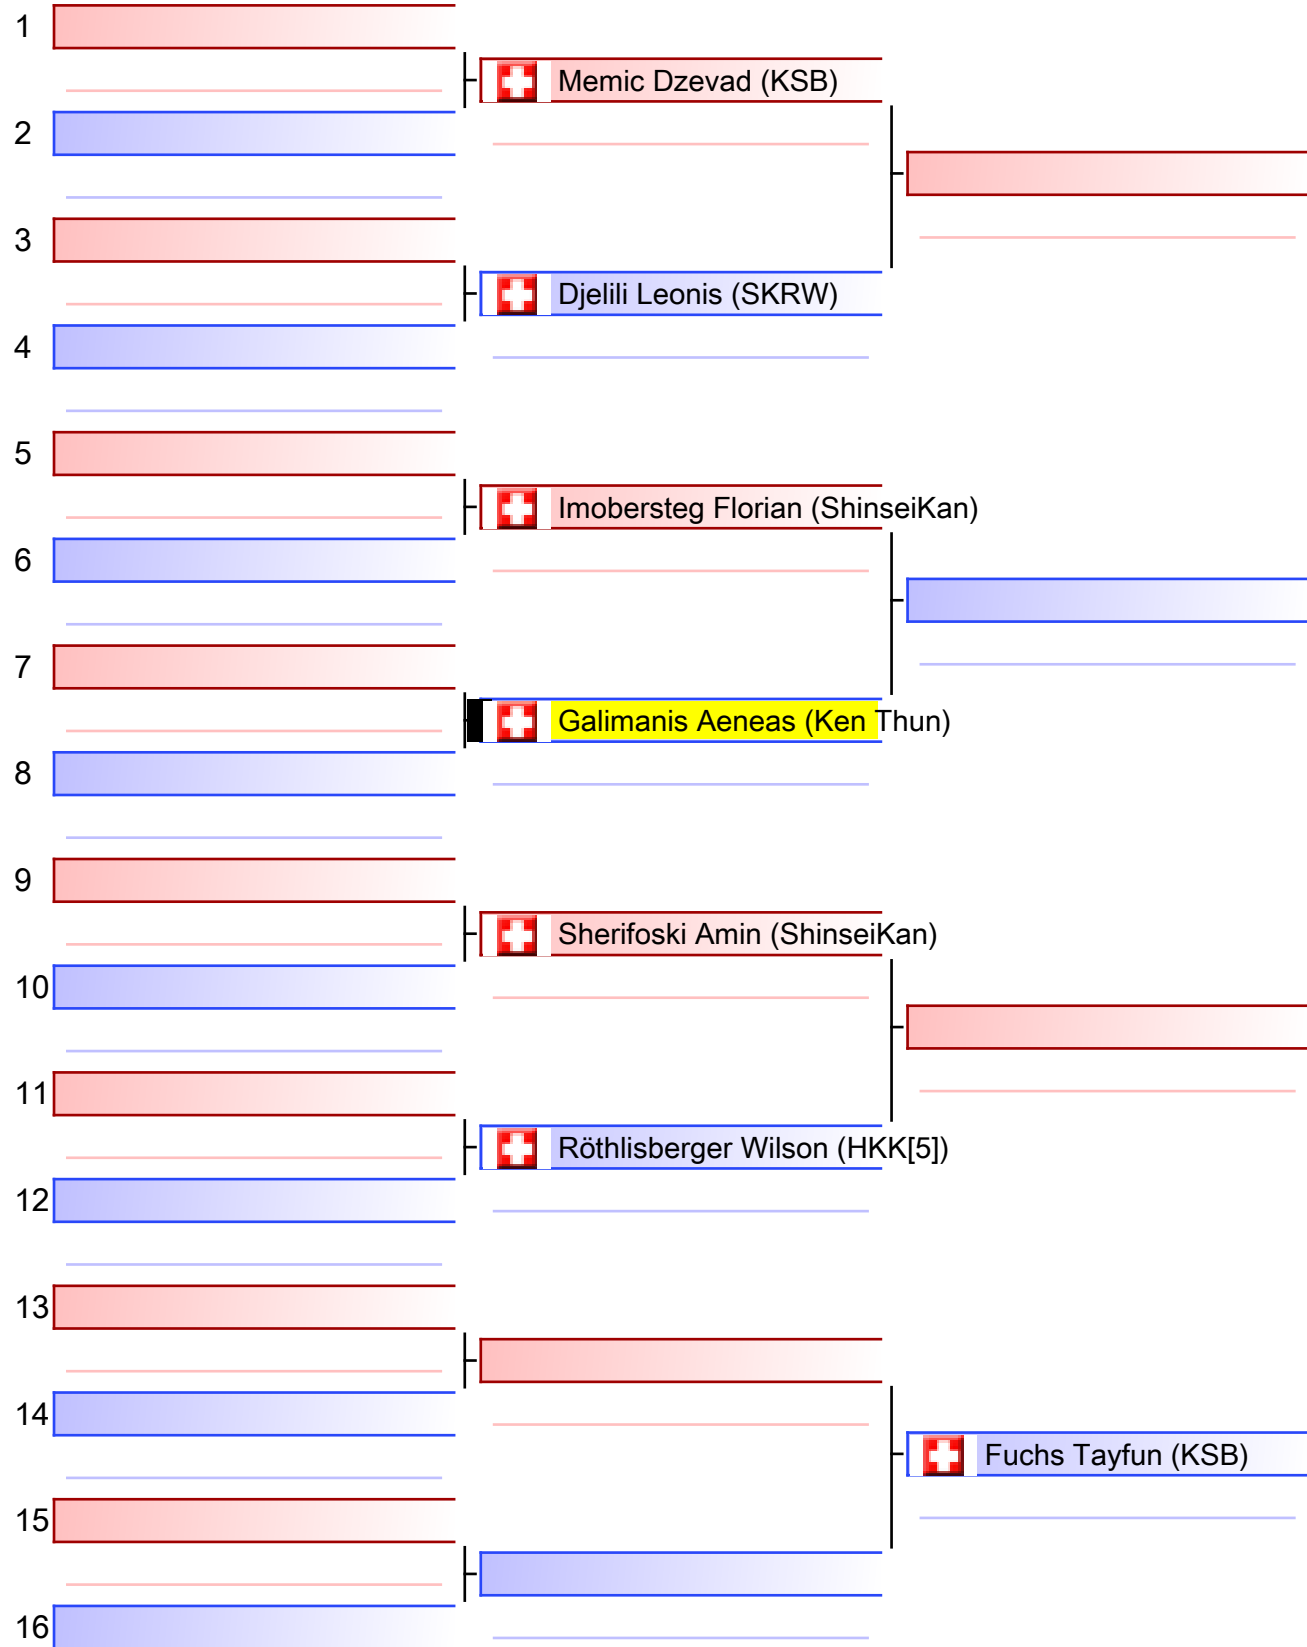 1
Memic Dzevad (KSB)
2
3
Djelili Leonis (SKRW)
4
5
Imobersteg Florian (ShinseiKan)
6
7
Galimanis Aeneas (Ken Thun)
8
9
Sherifoski Amin (ShinseiKan)
10
11
Röthlisberger Wilson (HKK[5])
12
13
14
Fuchs Tayfun (KSB)
15
16